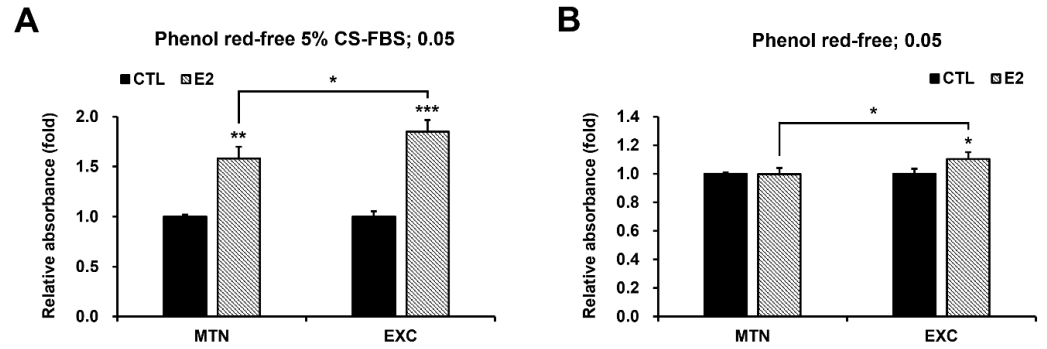 A
Phenol red-free 5% CS-FBS; 0.05
CTL E2
*
**
***
Relative absorbance (fold)
2.0
1.5
1.0
0.5
0.0
MTN EXC
B
Phenol red-free; 0.05
CTL E2
*
*
Relative absorbance (fold)
1.4
1.2
1.0
0.8
0.6
0.4
0.2
0.0
MTN EXC